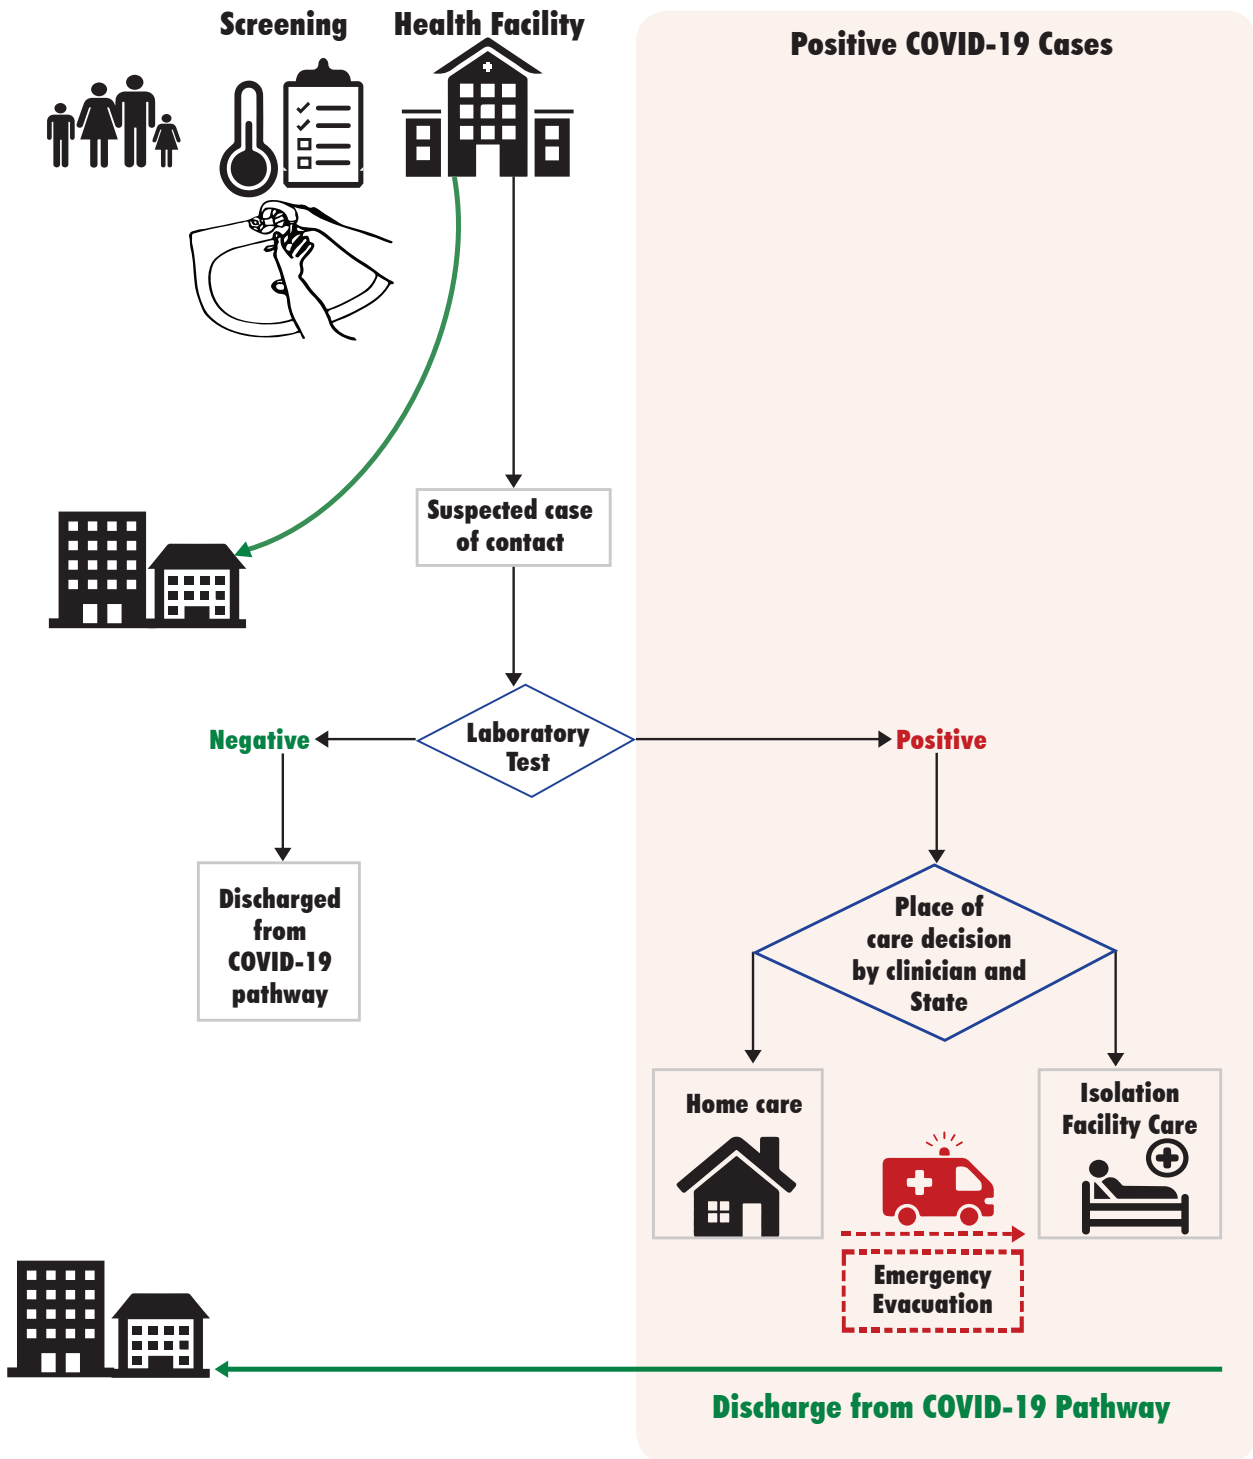 Screening
Health Facility
Positive COVID-19 Cases
Suspected case
of contact
Laboratory
Test
Negative
Positive
Discharged
from
COVID-19
pathway
Place of
care decision
by clinician and
State
Home care
Isolation
Facility Care
Emergency
Evacuation
Discharge from COVID-19 Pathway